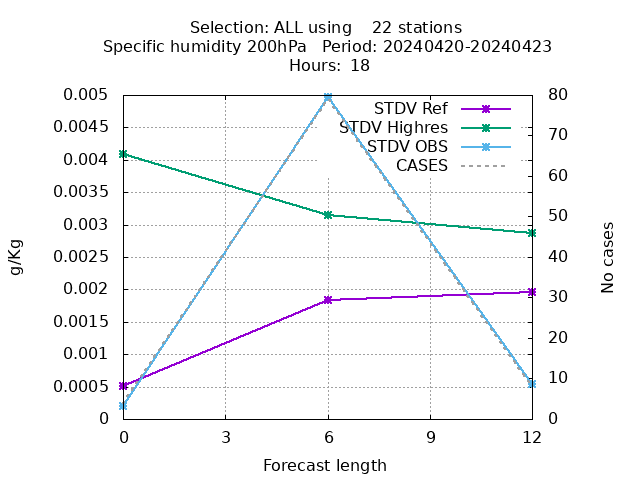 Selection: ALL using    22 stations
Specific humidity 200hPa   Period: 20240420-20240423
Hours: 18
STDV Ref
STDV Highres
STDV OBS
CASES
0.005
0.0045
0.004
0.0035
0.003
0.0025
0.002
0.0015
0.001
0.0005
0
80
70
60
50
40
30
20
10
0
g/Kg
No cases
0
3
6
9
12
Forecast length